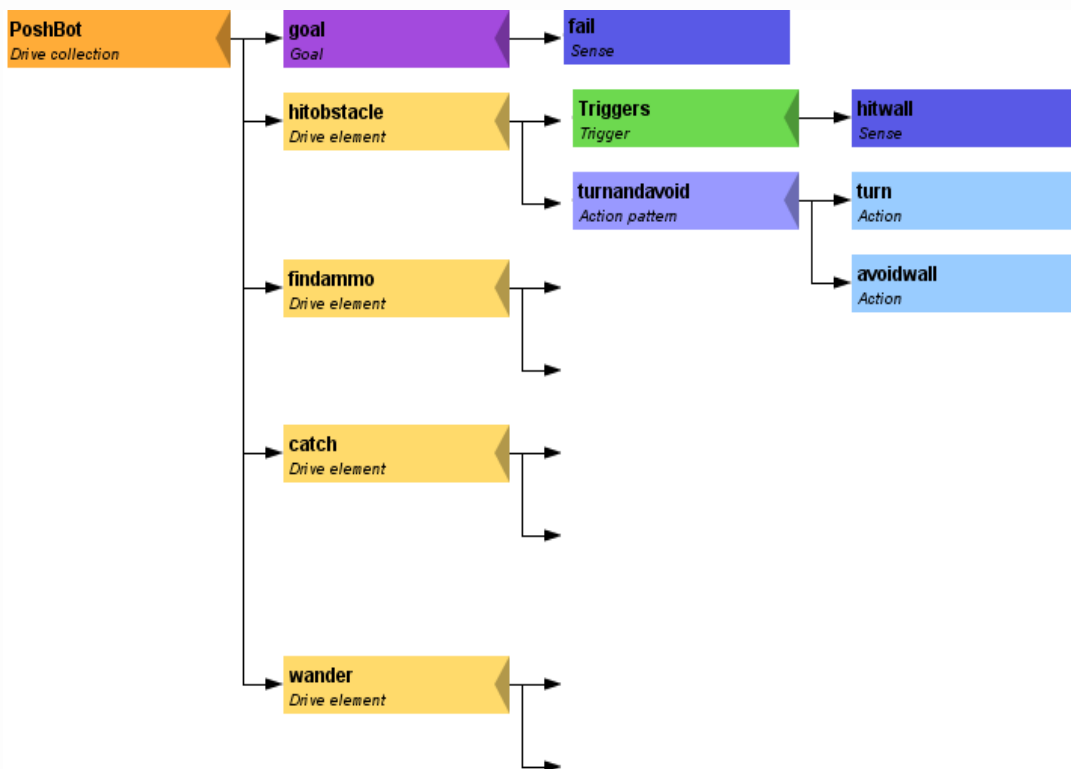 PoshBot
Drive collection
goal
Goal
fail
Sense
hitobstacle
Drive element
Triggers
Trigger
hitwall
Sense
turnandavoid
Action pattern
turn
Action
avoidwall
Action
findammo
Drive element
catch
Drive element
wander
Drive element